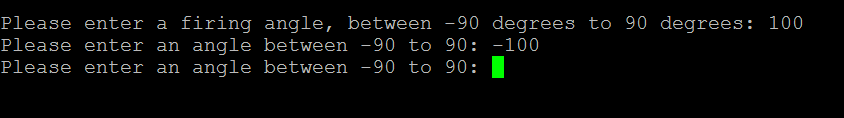 Please enter a firing angle, between -90 degrees to 90 degrees: 100
Please enter an angle between -90 to 90: -100
Please enter an angle between -90 to 90: